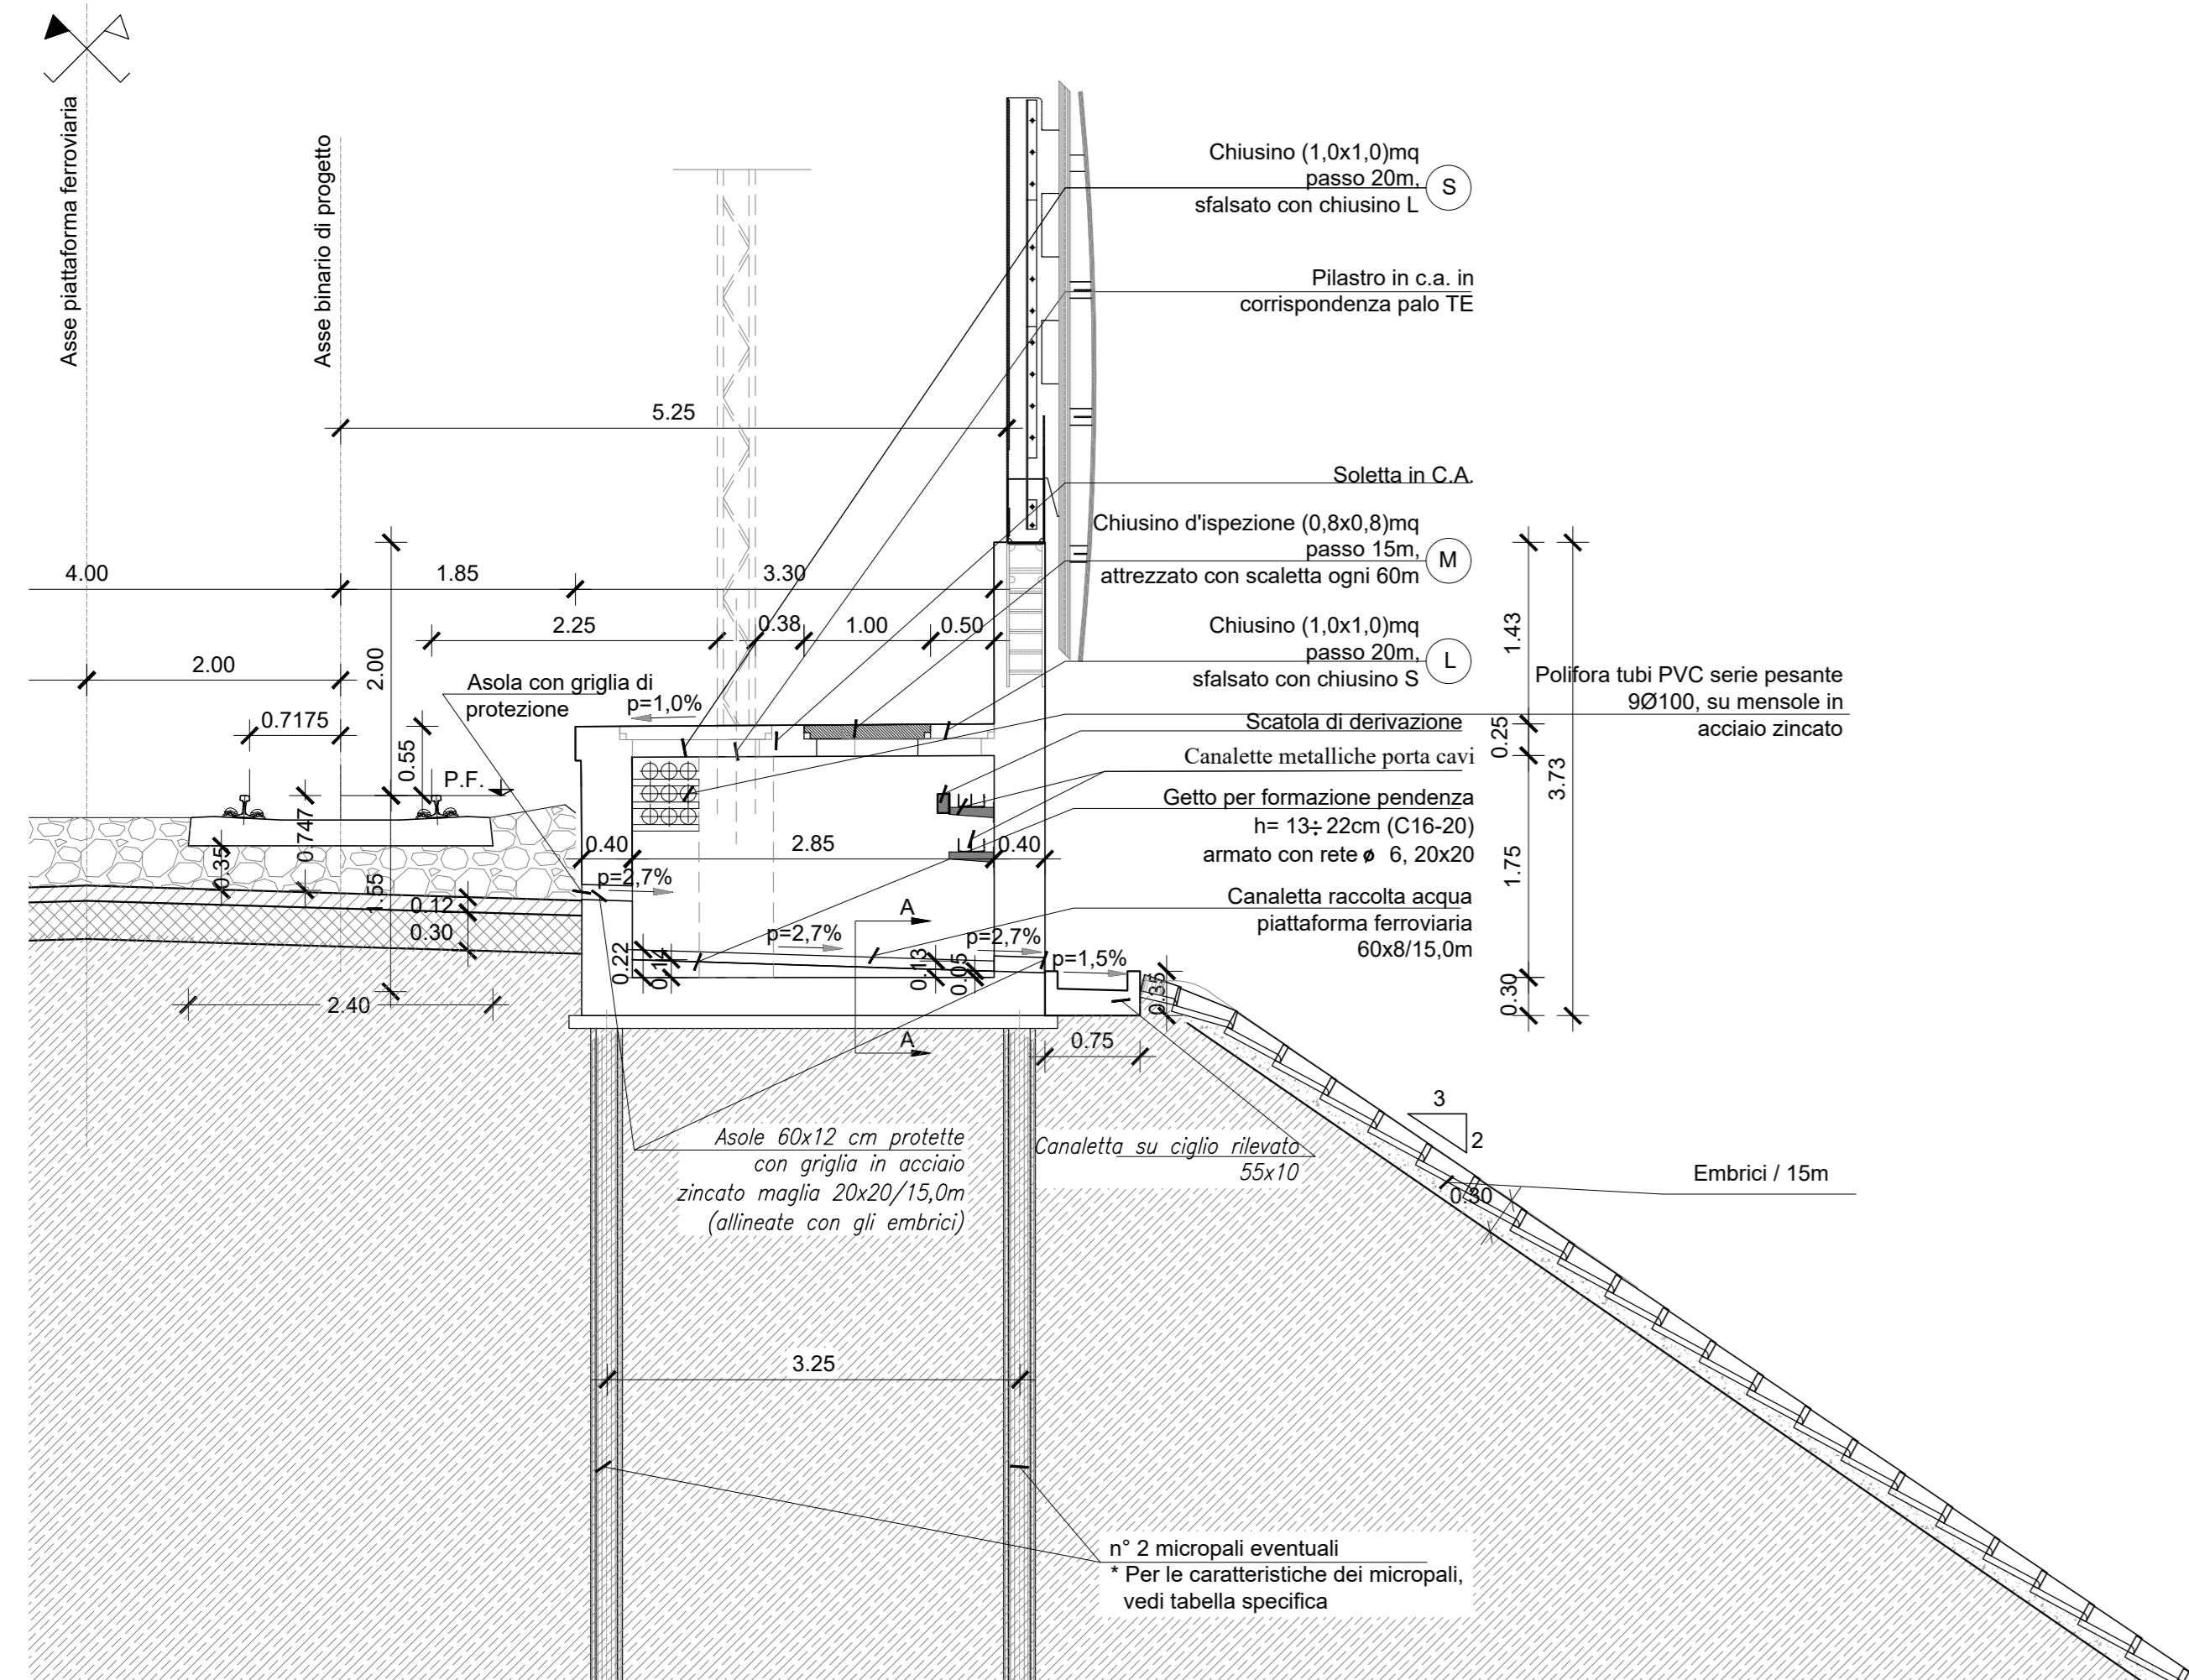 Asse piattaforma ferroviaria
Asse binario di progetto
Chiusino (1,0x1,0)mq
passo 20m,
sfalsato con chiusino L
S
Pilastro in c.a. in
corrispondenza palo TE
5.25
Soletta in C.A.
Chiusino d'ispezione (0,8x0,8)mq
passo 15m,
attrezzato con scaletta ogni 60m
M
4.00
1.85
3.30
2.25
0.38
1.00
0.50
Chiusino (1,0x1,0)mq
passo 20m,
sfalsato con chiusino S
L
1.43
2.00
2.00
Asola con griglia di
protezione
p=1,0%
Polifora tubi PVC serie pesante
9Ø100, su mensole in
acciaio zincato
0.7175
Scatola di derivazione
0.25
0.55
Canalette metalliche porta cavi
3.73
P.F.
Getto per formazione pendenza
h= 13÷22cm (C16-20)
armato con rete ø 6, 20x20
0.747
0.35
0.40
2.85
0.40
1.75
p=2,7%
1.55
0.12
0.30
Canaletta raccolta acqua
piattaforma ferroviaria
60x8/15,0m
A
p=2,7%
p=2,7%
p=1,5%
0.22
0.14
0.13
0.05
0.35
0.30
2.40
A
0.75
3
2
Asole 60x12 cm protette
con griglia in acciaio
zincato maglia 20x20/15,0m
(allineate con gli embrici)
Canaletta su ciglio rilevato
55x10
Embrici / 15m
0.30
3.25
n° 2 micropali eventuali
* Per le caratteristiche dei micropali,
vedi tabella specifica